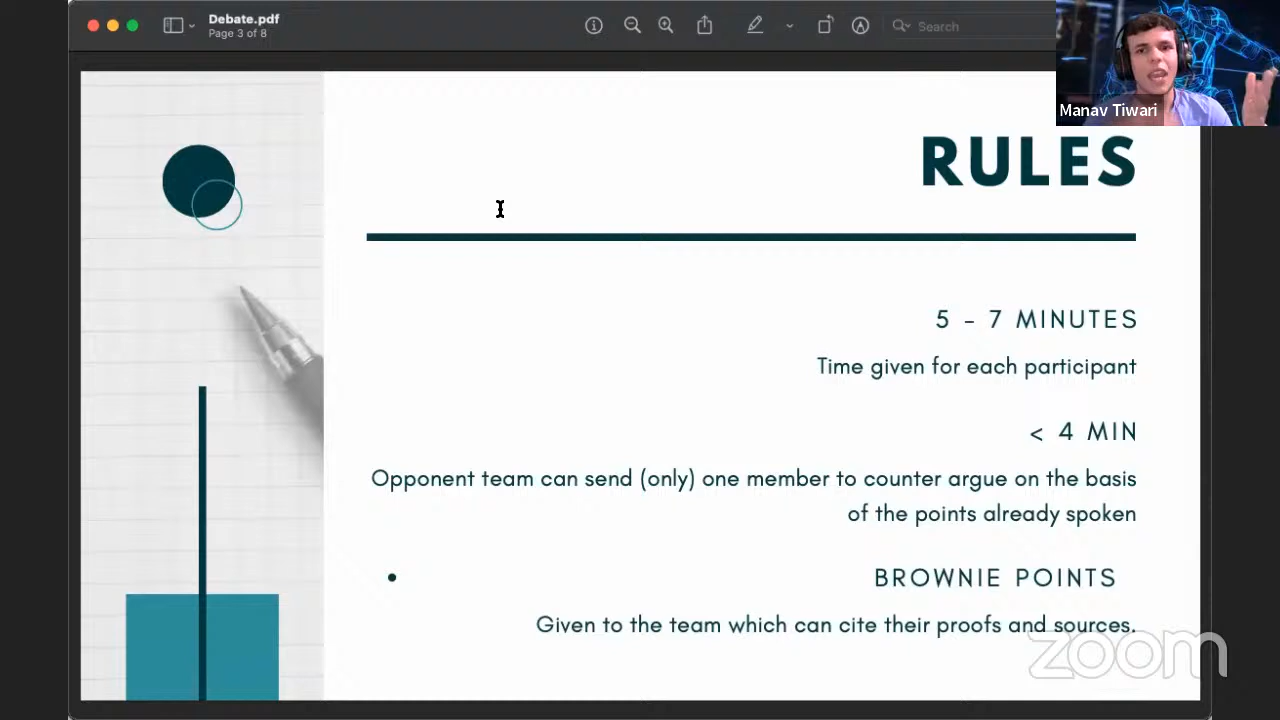 Debate.pdf
Page 3 of 8
Search
Manav Tiwari
RULES
5 - 7 MINUTES
Time given for each participant
< 4 MIN
Opponent team can send (only) one member to counter argue on the basis
of the points already spoken
• BROWNIE POINTS
Given to the team which can cite their proofs and sources.
zoom